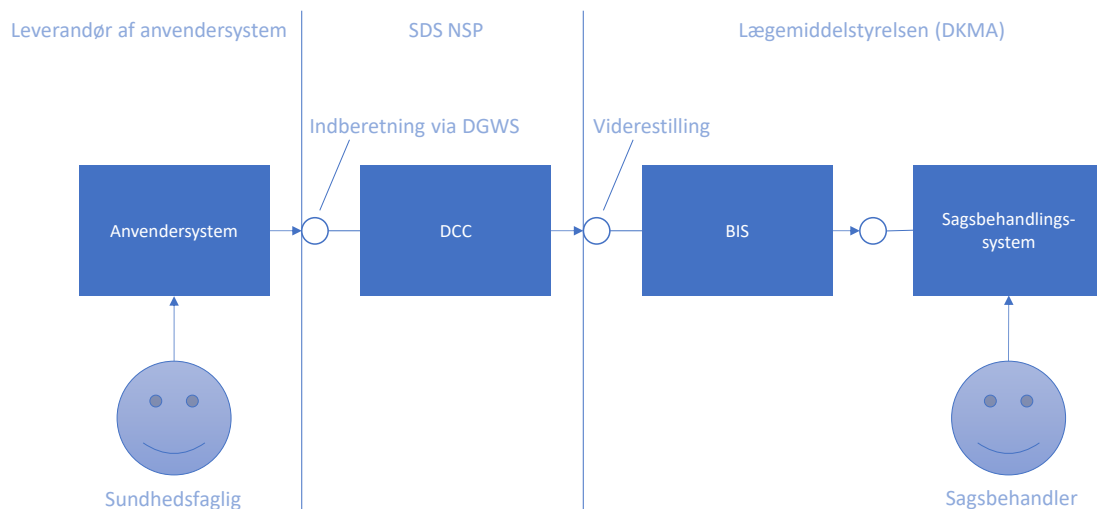 Leverandør af anvendersystem
SDS NSP
Lægemiddelstyrelsen (DKMA)
Indberetning via DGWS
Viderestilling
Anvendersystem
DCC
BIS
Sagsbehandlings-
system
Sundhedsfaglig
Sagsbehandler